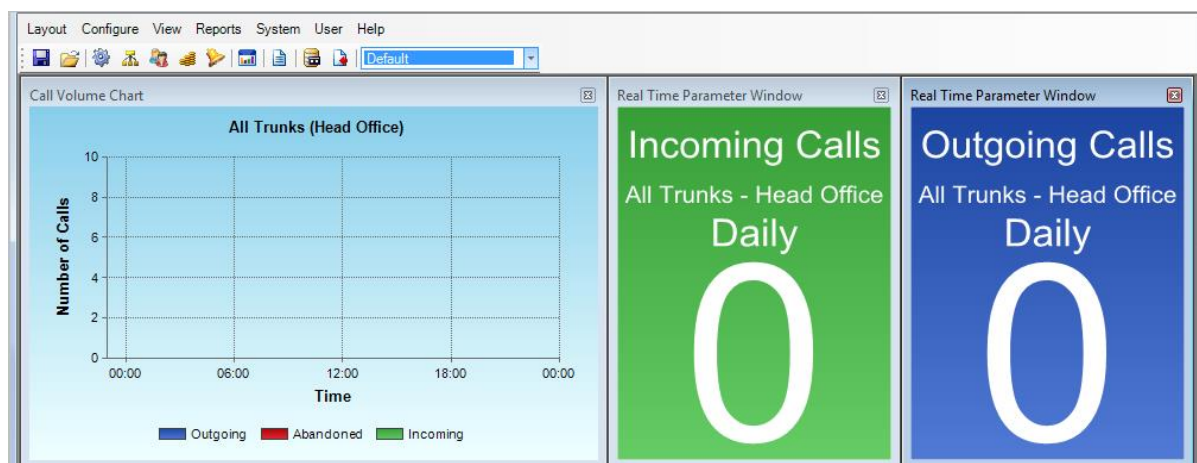 Layout Configure View Reports System User Help
Default
Call Volume Chart
All Trunks (Head Office)
Number of Calls
10
8
6
4
2
0
00:00 06:00 12:00 18:00 00:00
Time
Outgoing Abandoned Incoming
Real Time Parameter Window
Incoming Calls
All Trunks - Head Office
Daily
0
Real Time Parameter Window
Outgoing Calls
All Trunks - Head Office
Daily
0